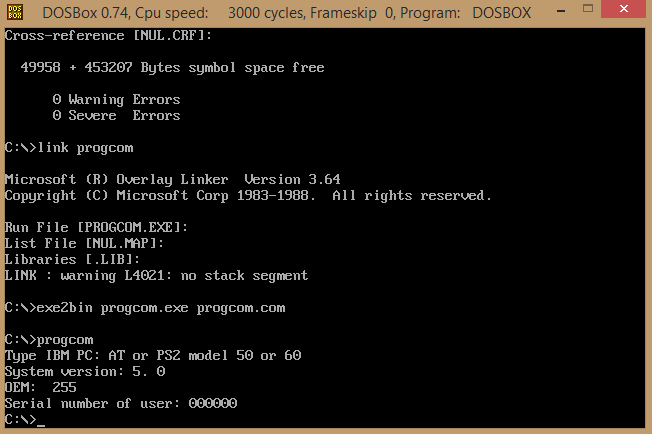 DOSBox 0.74, Cpu speed: 3000 cycles, Frameskip 0, Program: DOSBOX
Cross-reference [NUL.CRF]:
49958 + 453207 Bytes symbol space free
0 Warning Errors
0 Severe Errors
C:\>link progcom
Microsoft (R) Overlay Linker Version 3.64
Copyright (C) Microsoft Corp 1983-1988. All rights reserved.
Run File [PROGCOM.EXE]:
List File [NUL.MAP]:
Libraries [.LIB]:
LINK : warning L4021: no stack segment
C:\>exe2bin progcom.exe progcom.com
C:\>progcom
Type IBM PC: AT or PS2 model 50 or 60
System version: 5. 0
OEM: 255
Serial number of user: 000000
C:\>_